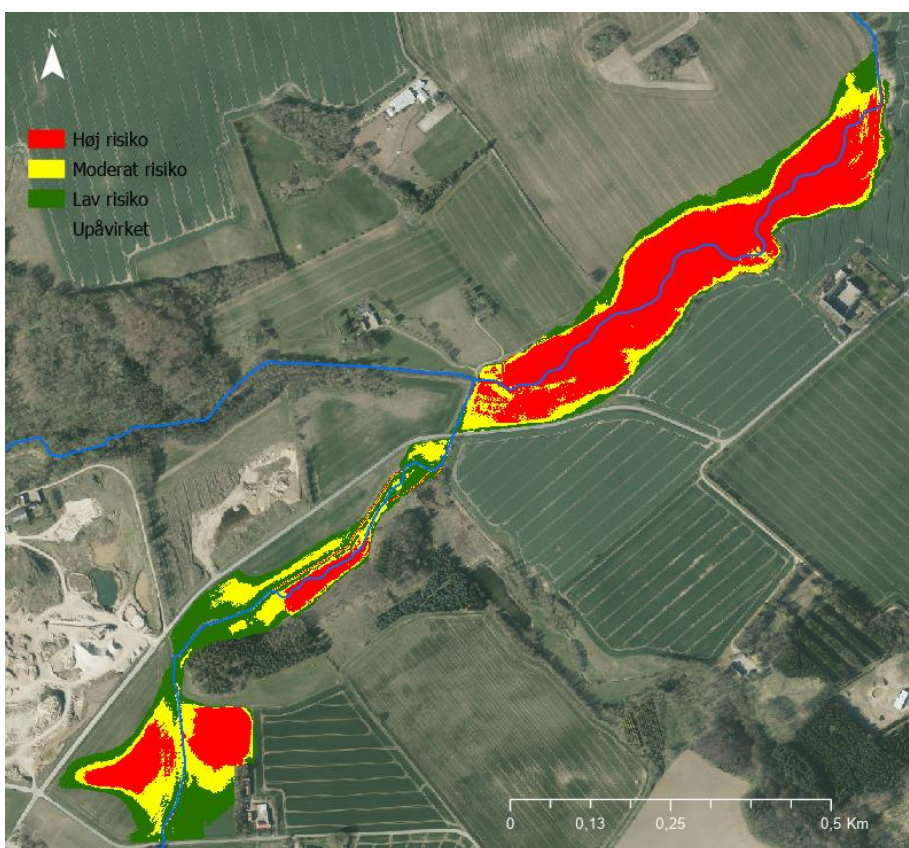 N
Høj risiko
Moderat risiko
Lav risiko
Upåvirket
0 0,13 0,25 0,5 Km